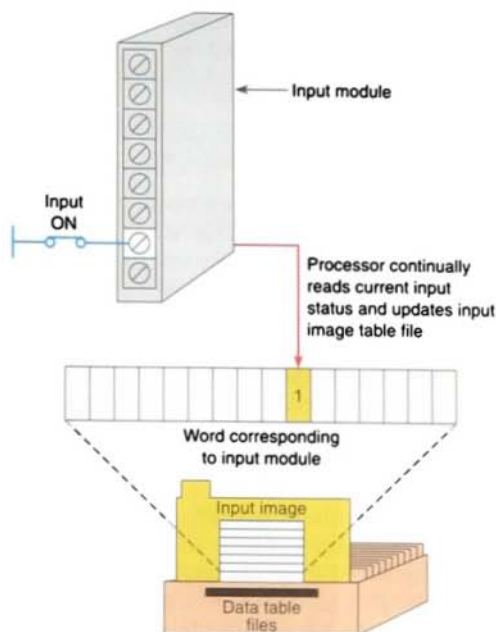 Input module
Input
ON
Processor continually
reads current input
status and updates input
image table file
1
Word corresponding
to input module
Input image
Data table
files